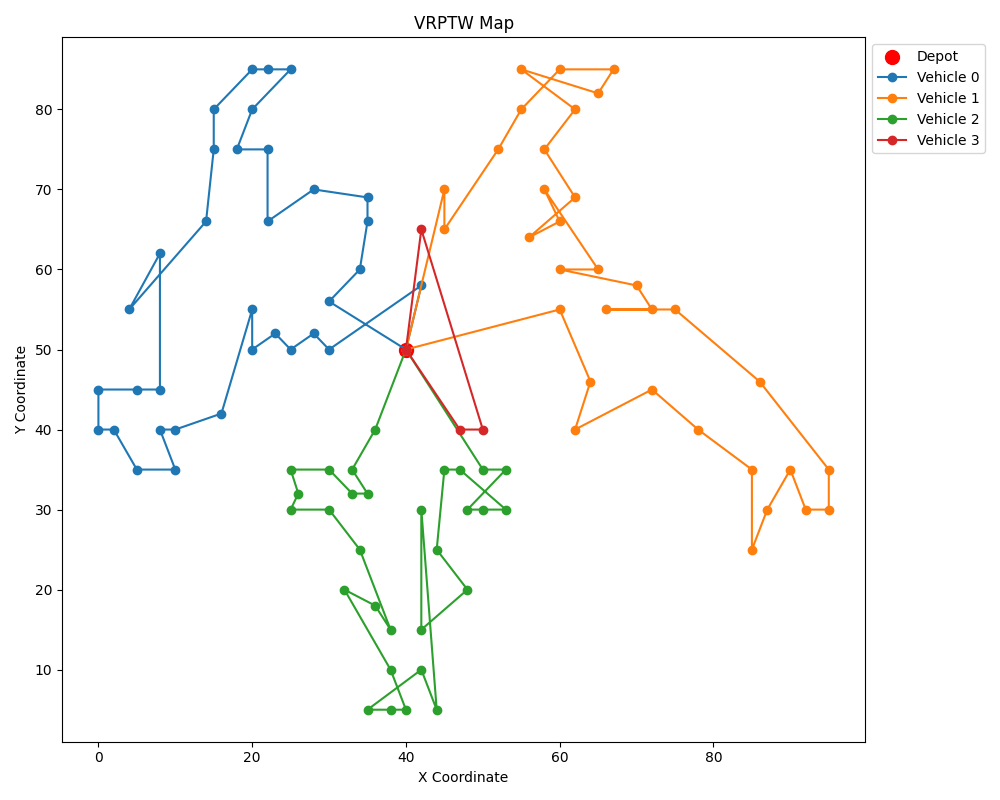 VRPTW Map
Depot
Vehicle 0
Vehicle 1
Vehicle 2
Vehicle 3
Y Coordinate
80
70
60
50
40
30
20
10
0
20
40
60
80
X Coordinate